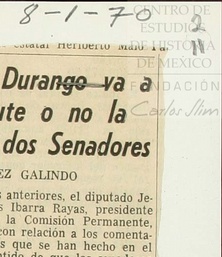 8-1-70
CENTRO DE
ESTUDIOS
DE HISTORIA
DE MÉXICO
FUNDACIÓN
Carlos Slim
2
11
estatal Heriberto Malo
Durango va a
ute o no la
dos Senadores
EZ GALINDO
s anteriores, el diputado Je-
s Ibarra Rayas, presidente
la Comisión Permanente,
con relación a los comenta-
s que se han hecho en el